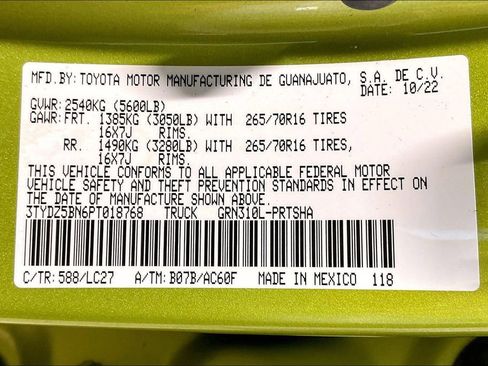 MFD.BY: TOYOTA MOTOR MANUFACTURING DE GUANAJUATO, S.A. DE C.V.
DATE: 10/22
GVWR: 2540KG (5600LB)
GAWR: FRT. 1385KG (3050LB) WITH 265/70R16 TIRES
16X7J RIMS.
RR. 1490KG (3280LB) WITH 265/70R16 TIRES
16X7J RIMS.
THIS VEHICLE CONFORMS TO ALL APPLICABLE FEDERAL MOTOR
VEHICLE SAFETY AND THEFT PREVENTION STANDARDS IN EFFECT ON
THE DATE OF MANUFACTURE SHOWN ABOVE.
3TYDZ5BN6PT018768 TRUCK GRN310L-PRTSHA
C/TR: 588/LC27 A/TM: B07B/AC60F MADE IN MEXICO 118